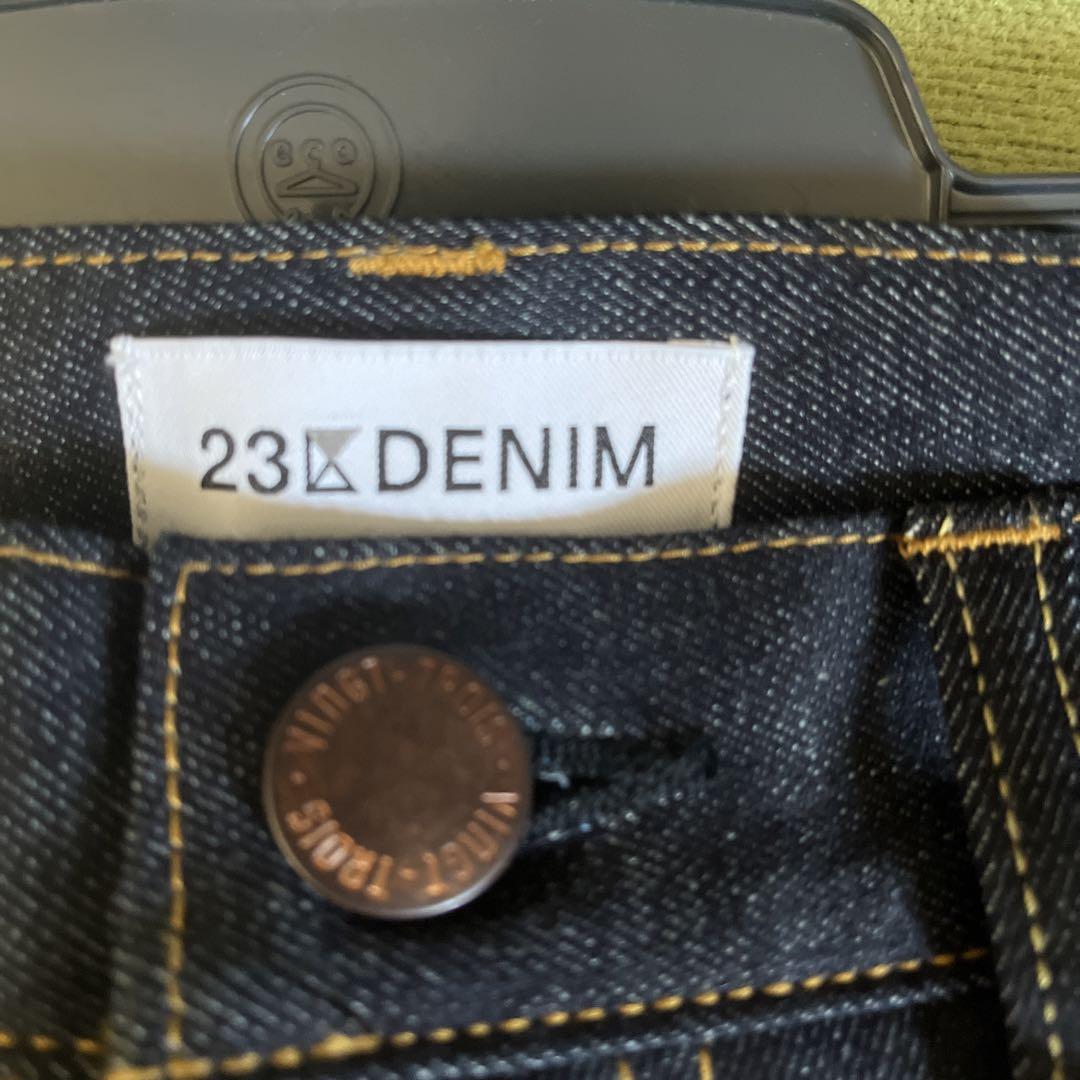 23 DENIM
VINGT-TROIS · VINGT-TROIS ·